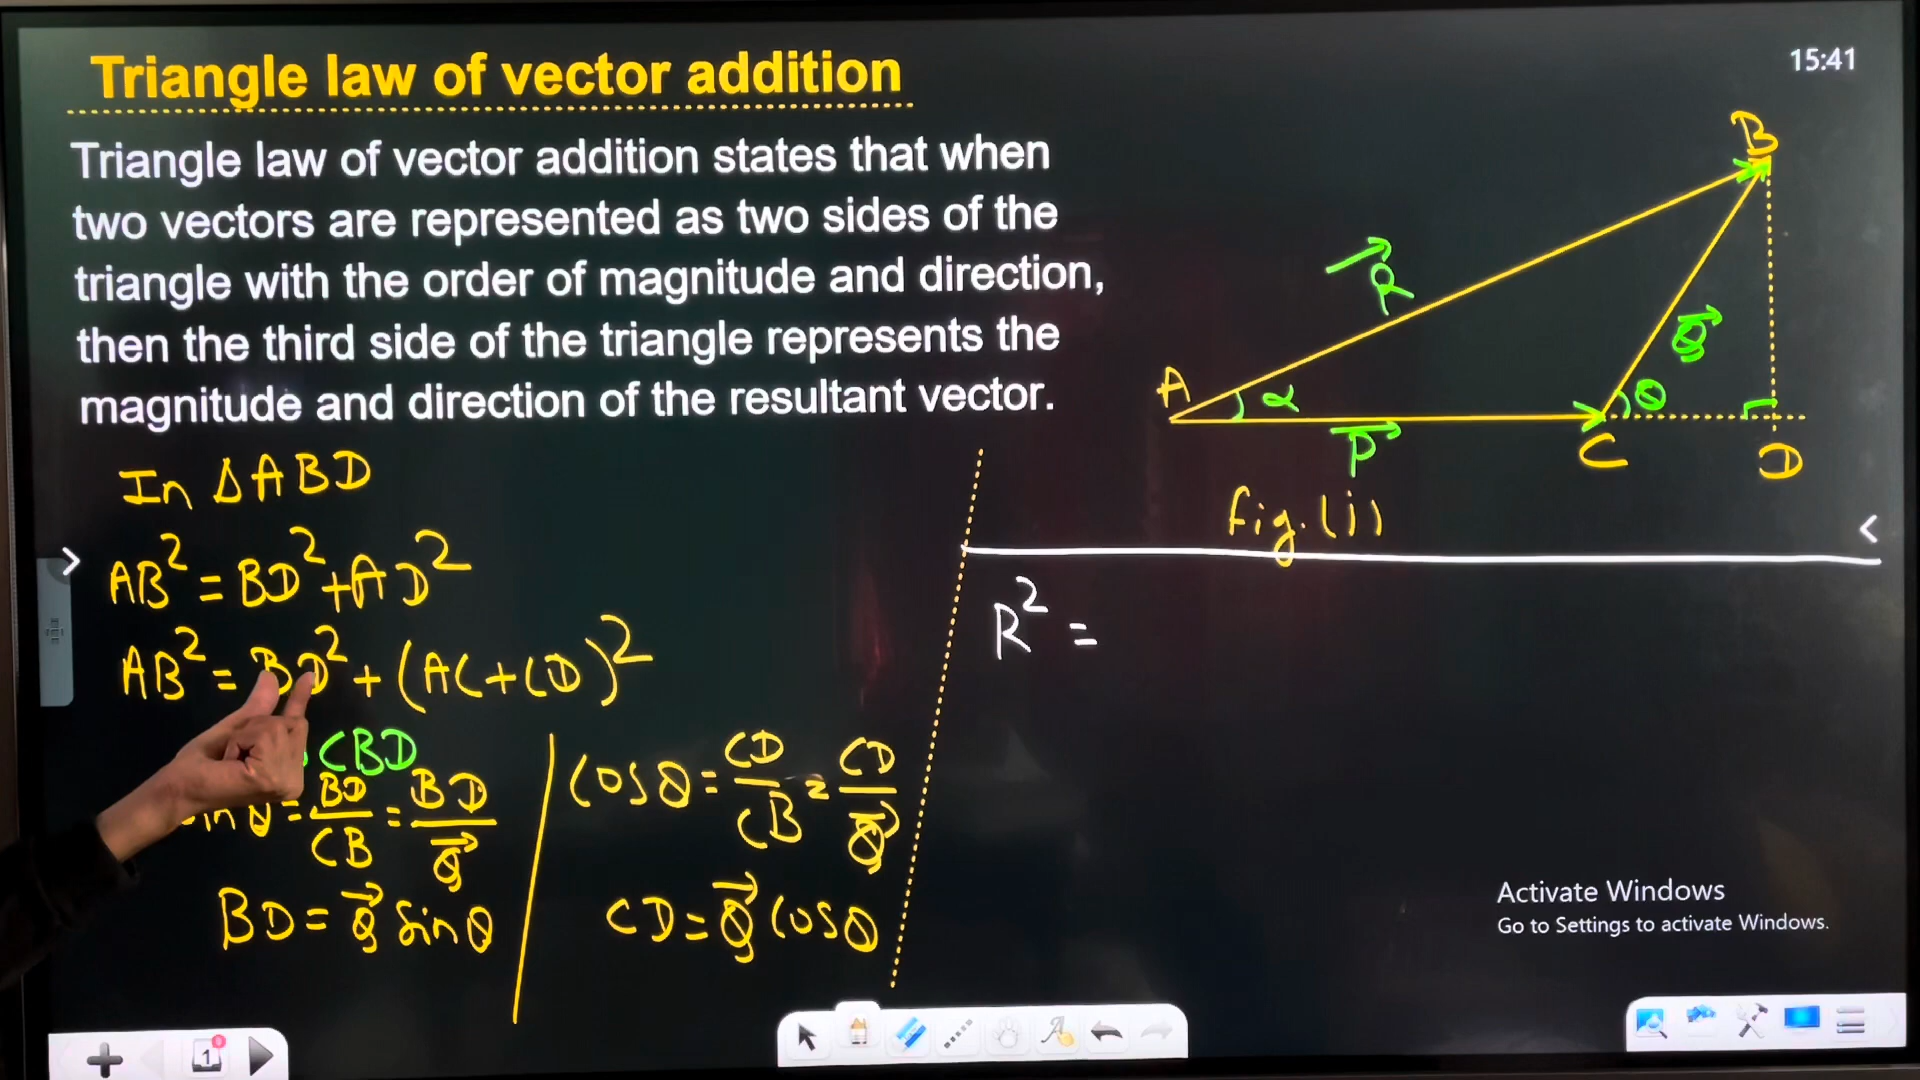 Triangle law of vector addition
15:41
Triangle law of vector addition states that when
two vectors are represented as two sides of the
triangle with the order of magnitude and direction,
then the third side of the triangle represents the
magnitude and direction of the resultant vector.
B
R⃗
Q⃗
A
α
θ
P⃗
C
D
fig.(i)
In ΔABD
AB² = BD² + AD²
AB² = BD² + (AC+CD)²
CBD
θ = BD/CB = BD/Q⃗
BD = Q⃗ sinθ
cosθ = CD/CB = CD/Q⃗
CD = Q⃗ cosθ
R² =
Activate Windows
Go to Settings to activate Windows.
1